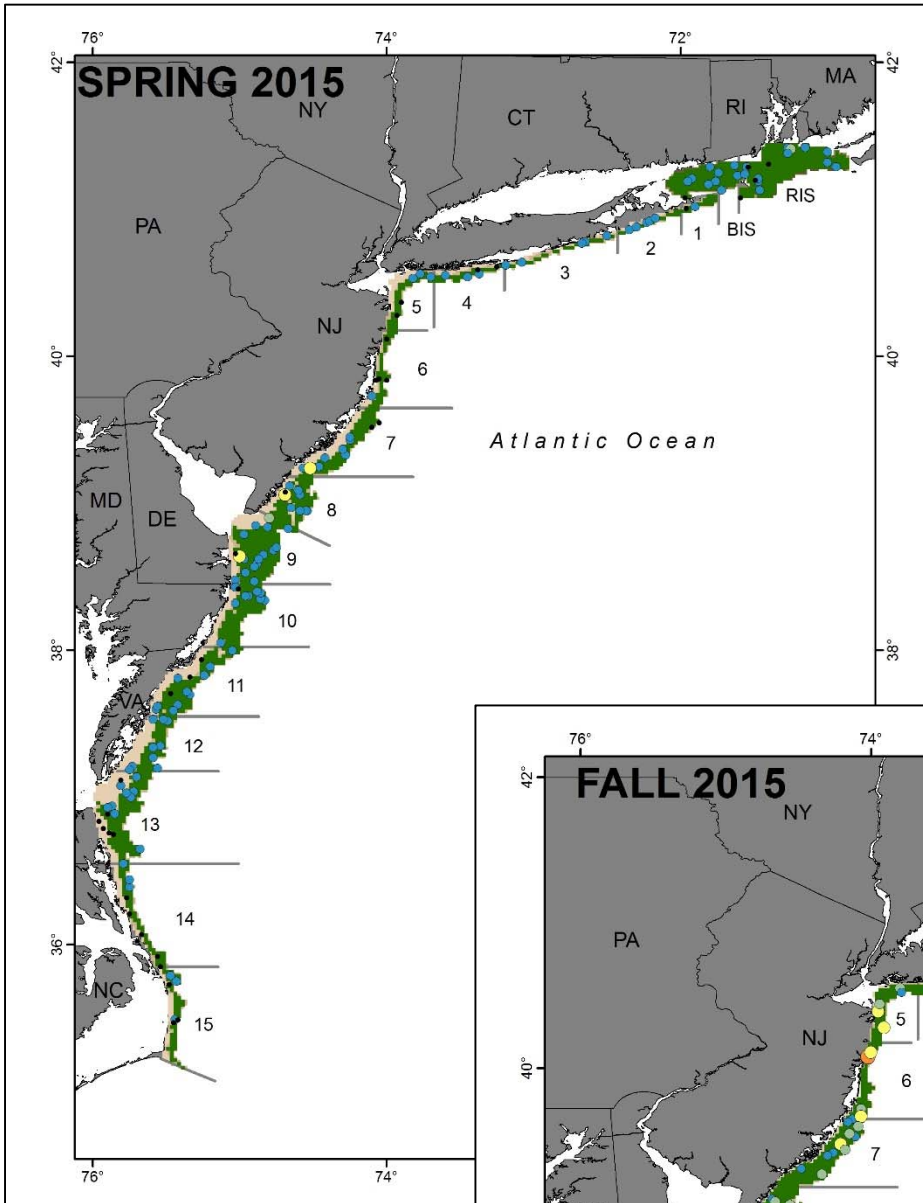 76° 74° 72°
42° 42°
SPRING 2015
NY CT RI MA
PA
RIS
BIS
1
2
3
4
5
NJ
40° 40°
6
7
Atlantic Ocean
MD
DE
8
9
10
38° 38°
11
VA
12
13
36°
14
NC
15
76° 74°
76° 74°
42°
FALL 2015
NY
PA
5
NJ
40°
6
7